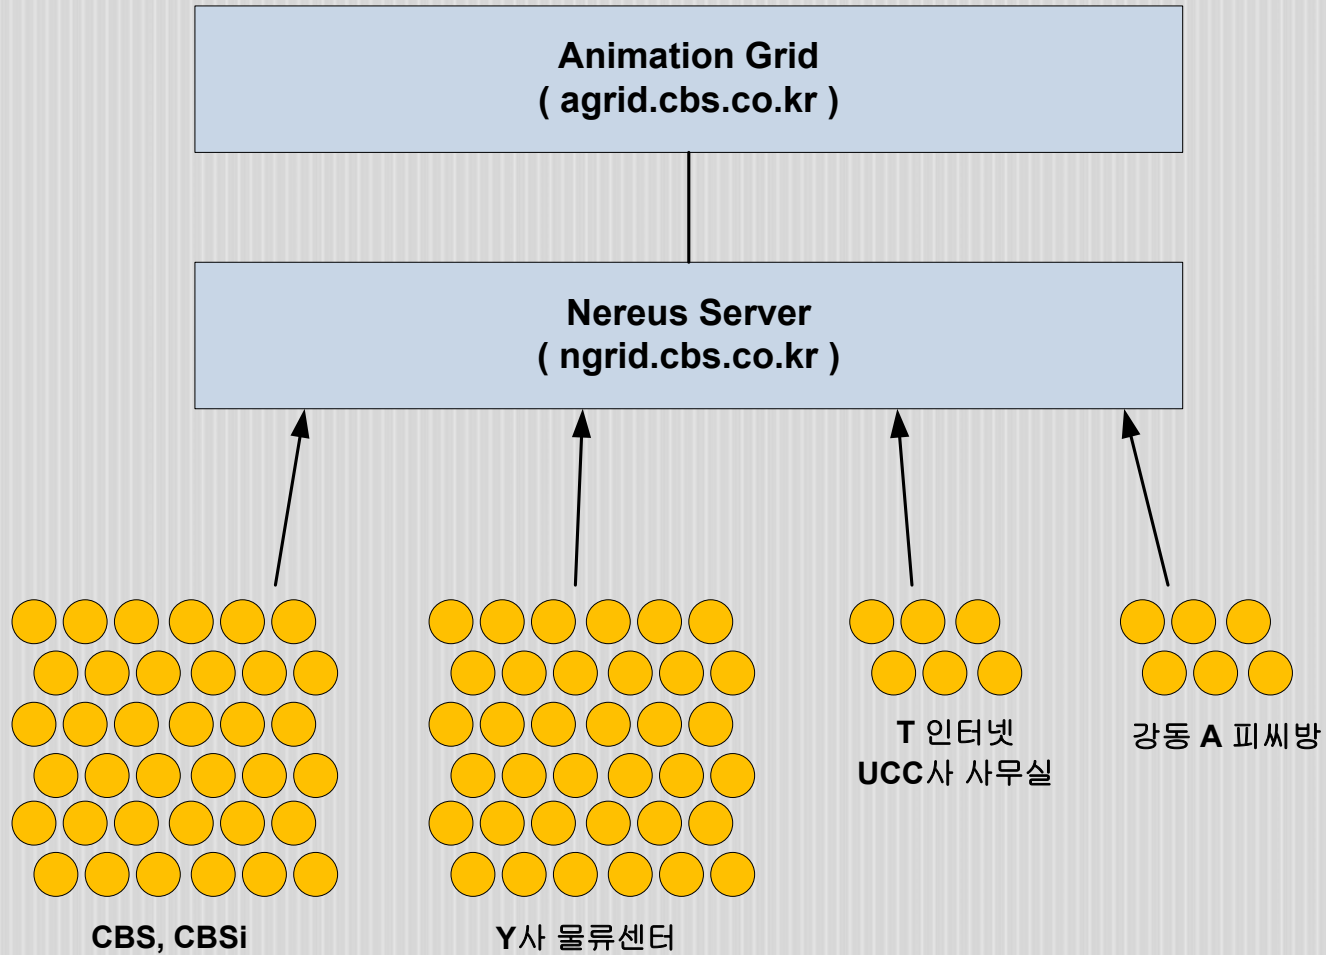 Animation Grid
( agrid.cbs.co.kr )
Nereus Server
( ngrid.cbs.co.kr )
T 인터넷
UCC사 사무실
강동 A 피씨방
CBS, CBSi
Y사 물류센터